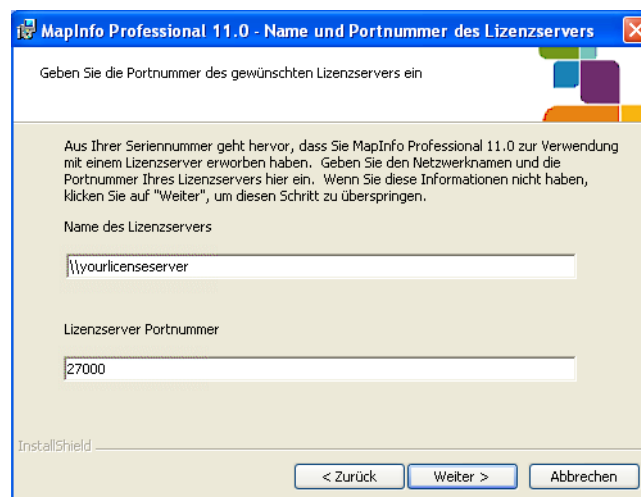 MapInfo Professional 11.0 - Name und Portnummer des Lizenzservers
Geben Sie die Portnummer des gewünschten Lizenzservers ein
Aus Ihrer Seriennummer geht hervor, dass Sie MapInfo Professional 11.0 zur Verwendung
mit einem Lizenzserver erworben haben. Geben Sie den Netzwerknamen und die
Portnummer Ihres Lizenzservers hier ein. Wenn Sie diese Informationen nicht haben,
klicken Sie auf "Weiter", um diesen Schritt zu überspringen.
Name des Lizenzservers
\\yourlicenseserver
Lizenzserver Portnummer
27000
InstallShield
< Zurück
Weiter >
Abbrechen